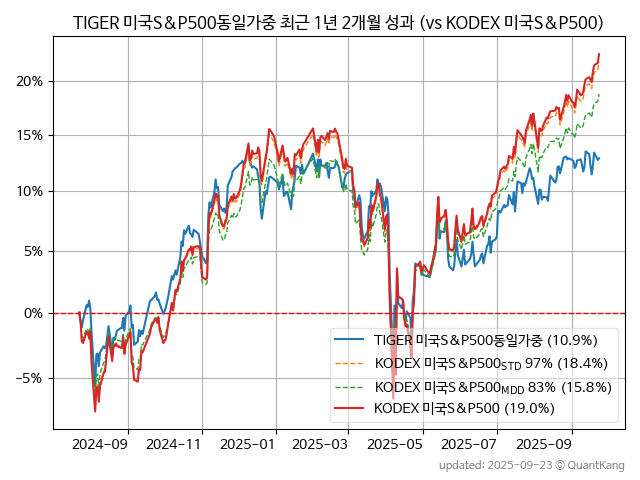 TIGER 미국S&P500동일가중 최근 1년 2개월 성과 (vs KODEX 미국S&P500)
20%
15%
10%
5%
0%
−5%
TIGER 미국S&P500동일가중 (10.9%)
KODEX 미국S&P500STD 97% (18.4%)
KODEX 미국S&P500MDD 83% (15.8%)
KODEX 미국S&P500 (19.0%)
2024−09 2024−11 2025−01 2025−03 2025−05 2025−07 2025−09
updated: 2025-09-23 ⓒ QuantKang